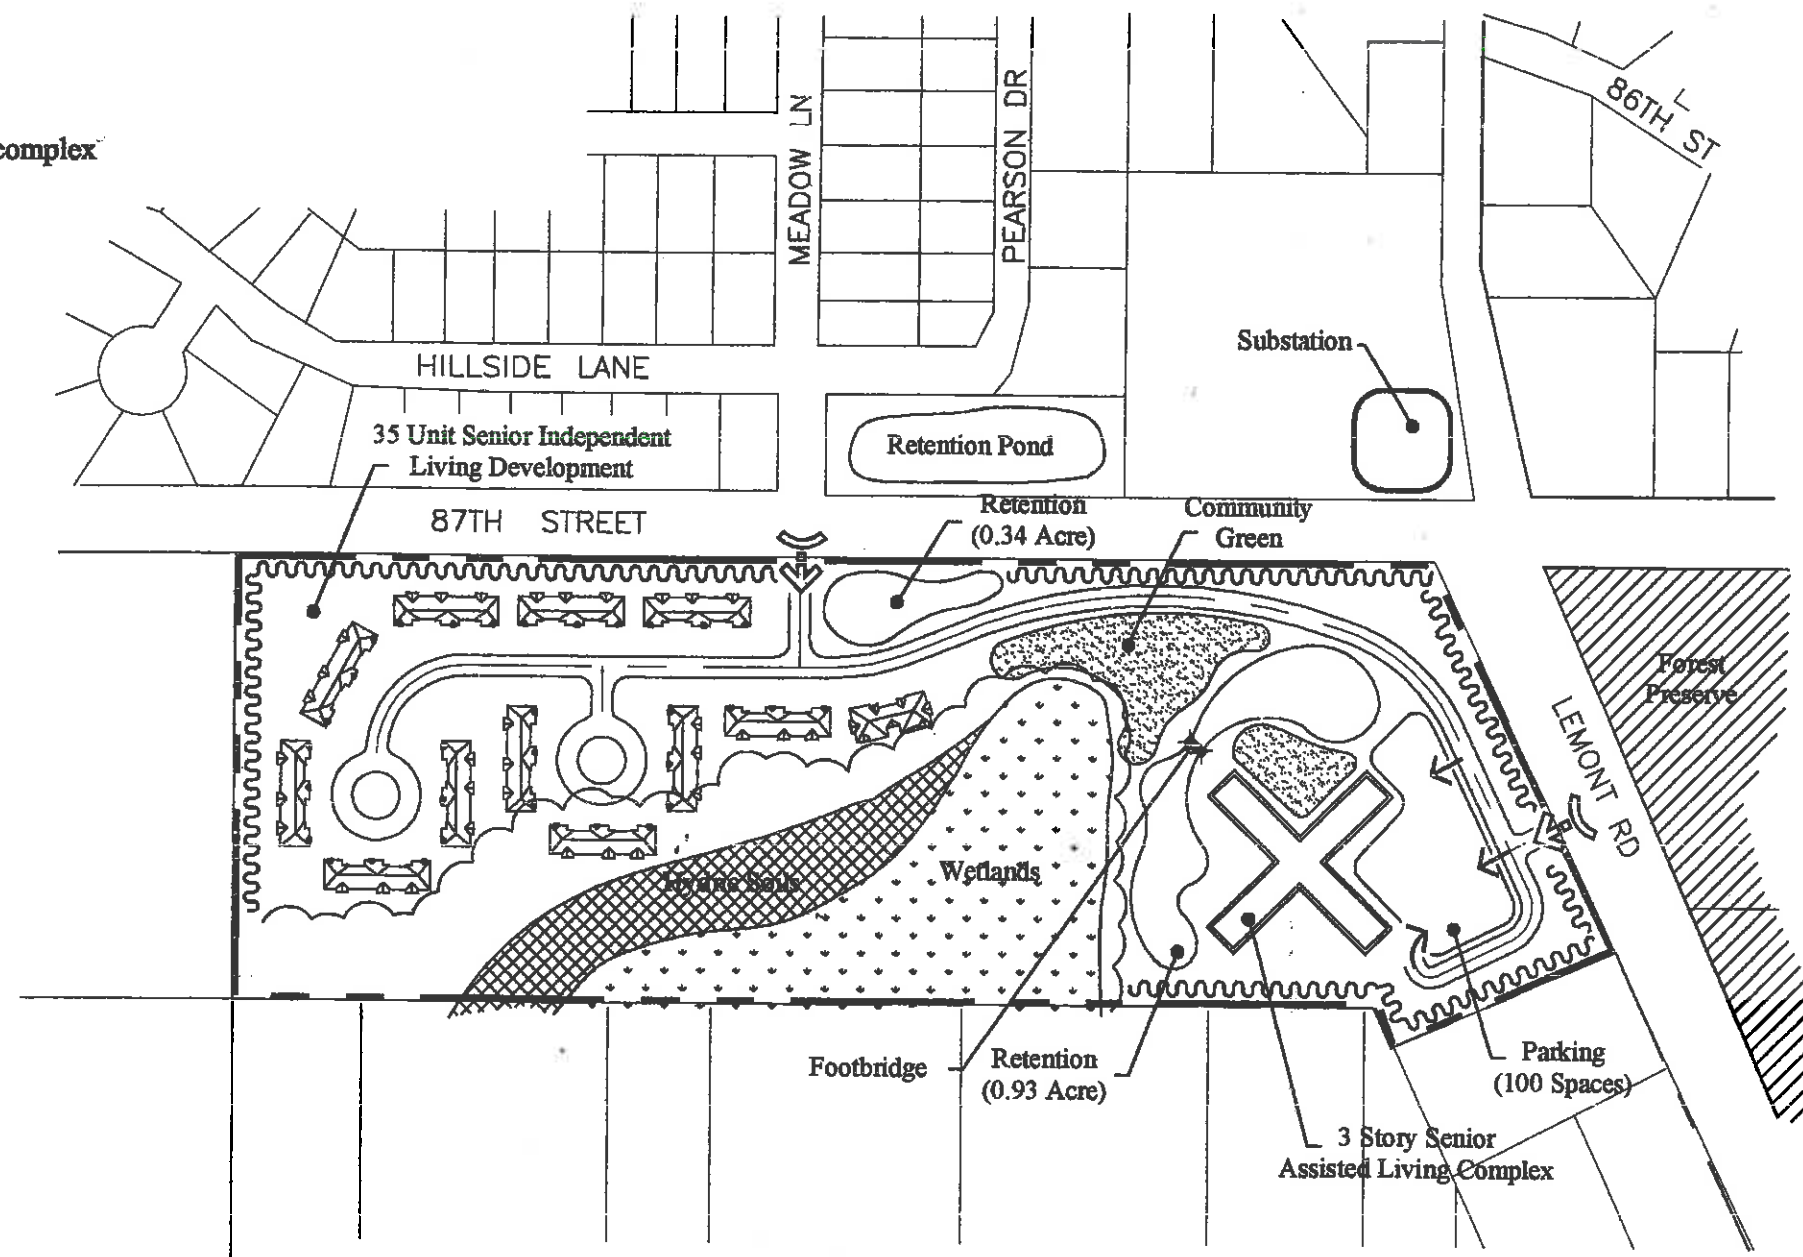 86TH ST
MEADOW LN
PEARSON DR
complex
Substation
HILLSIDE LANE
35 Unit Senior Independent
Living Development
Retention Pond
87TH STREET
Retention
(0.34 Acre)
Community
Green
Forest
Preserve
LEMONT RD
Hydric Soils
Wetlands
Footbridge
Retention
(0.93 Acre)
Parking
(100 Spaces)
3 Story Senior
Assisted Living Complex